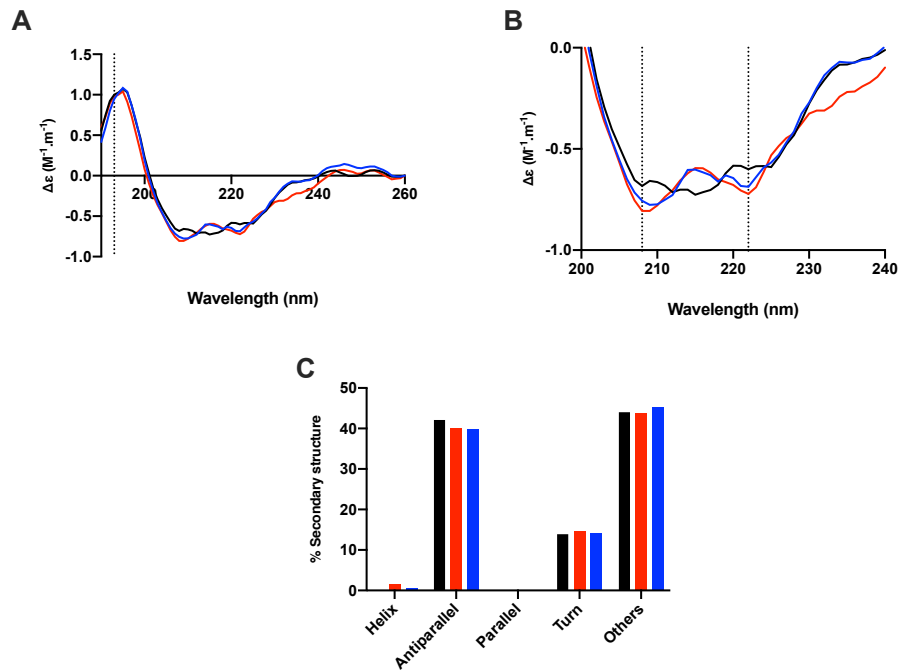 A
Δε (M⁻¹.m⁻¹)
1.5
1.0
0.5
0.0
-0.5
-1.0
200
220
240
260
Wavelength (nm)
B
Δε (M⁻¹.m⁻¹)
0.0
-0.5
-1.0
200
210
220
230
240
Wavelength (nm)
C
% Secondary structure
50
40
30
20
10
0
Helix
Antiparallel
Parallel
Turn
Others